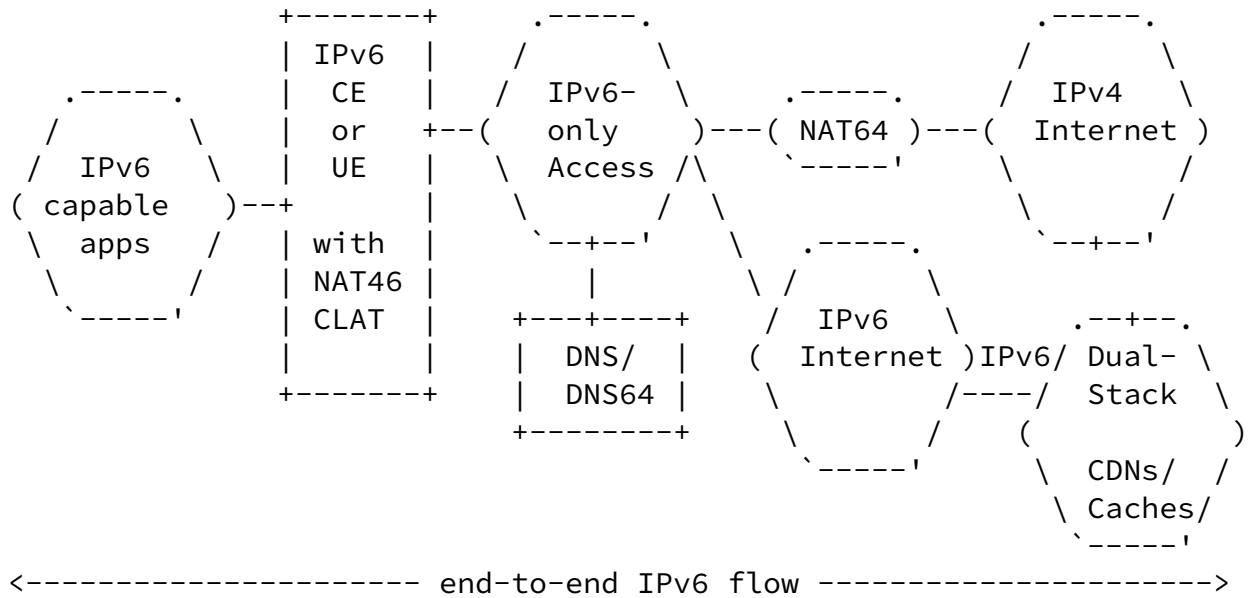 IPv6
CE
or
UE
with
NAT46
CLAT
IPv6
capable
apps
IPv6-
only
Access
NAT64
IPv4
Internet
DNS/
DNS64
IPv6
Internet
IPv6
Dual-
Stack
CDNs/
Caches
end-to-end IPv6 flow